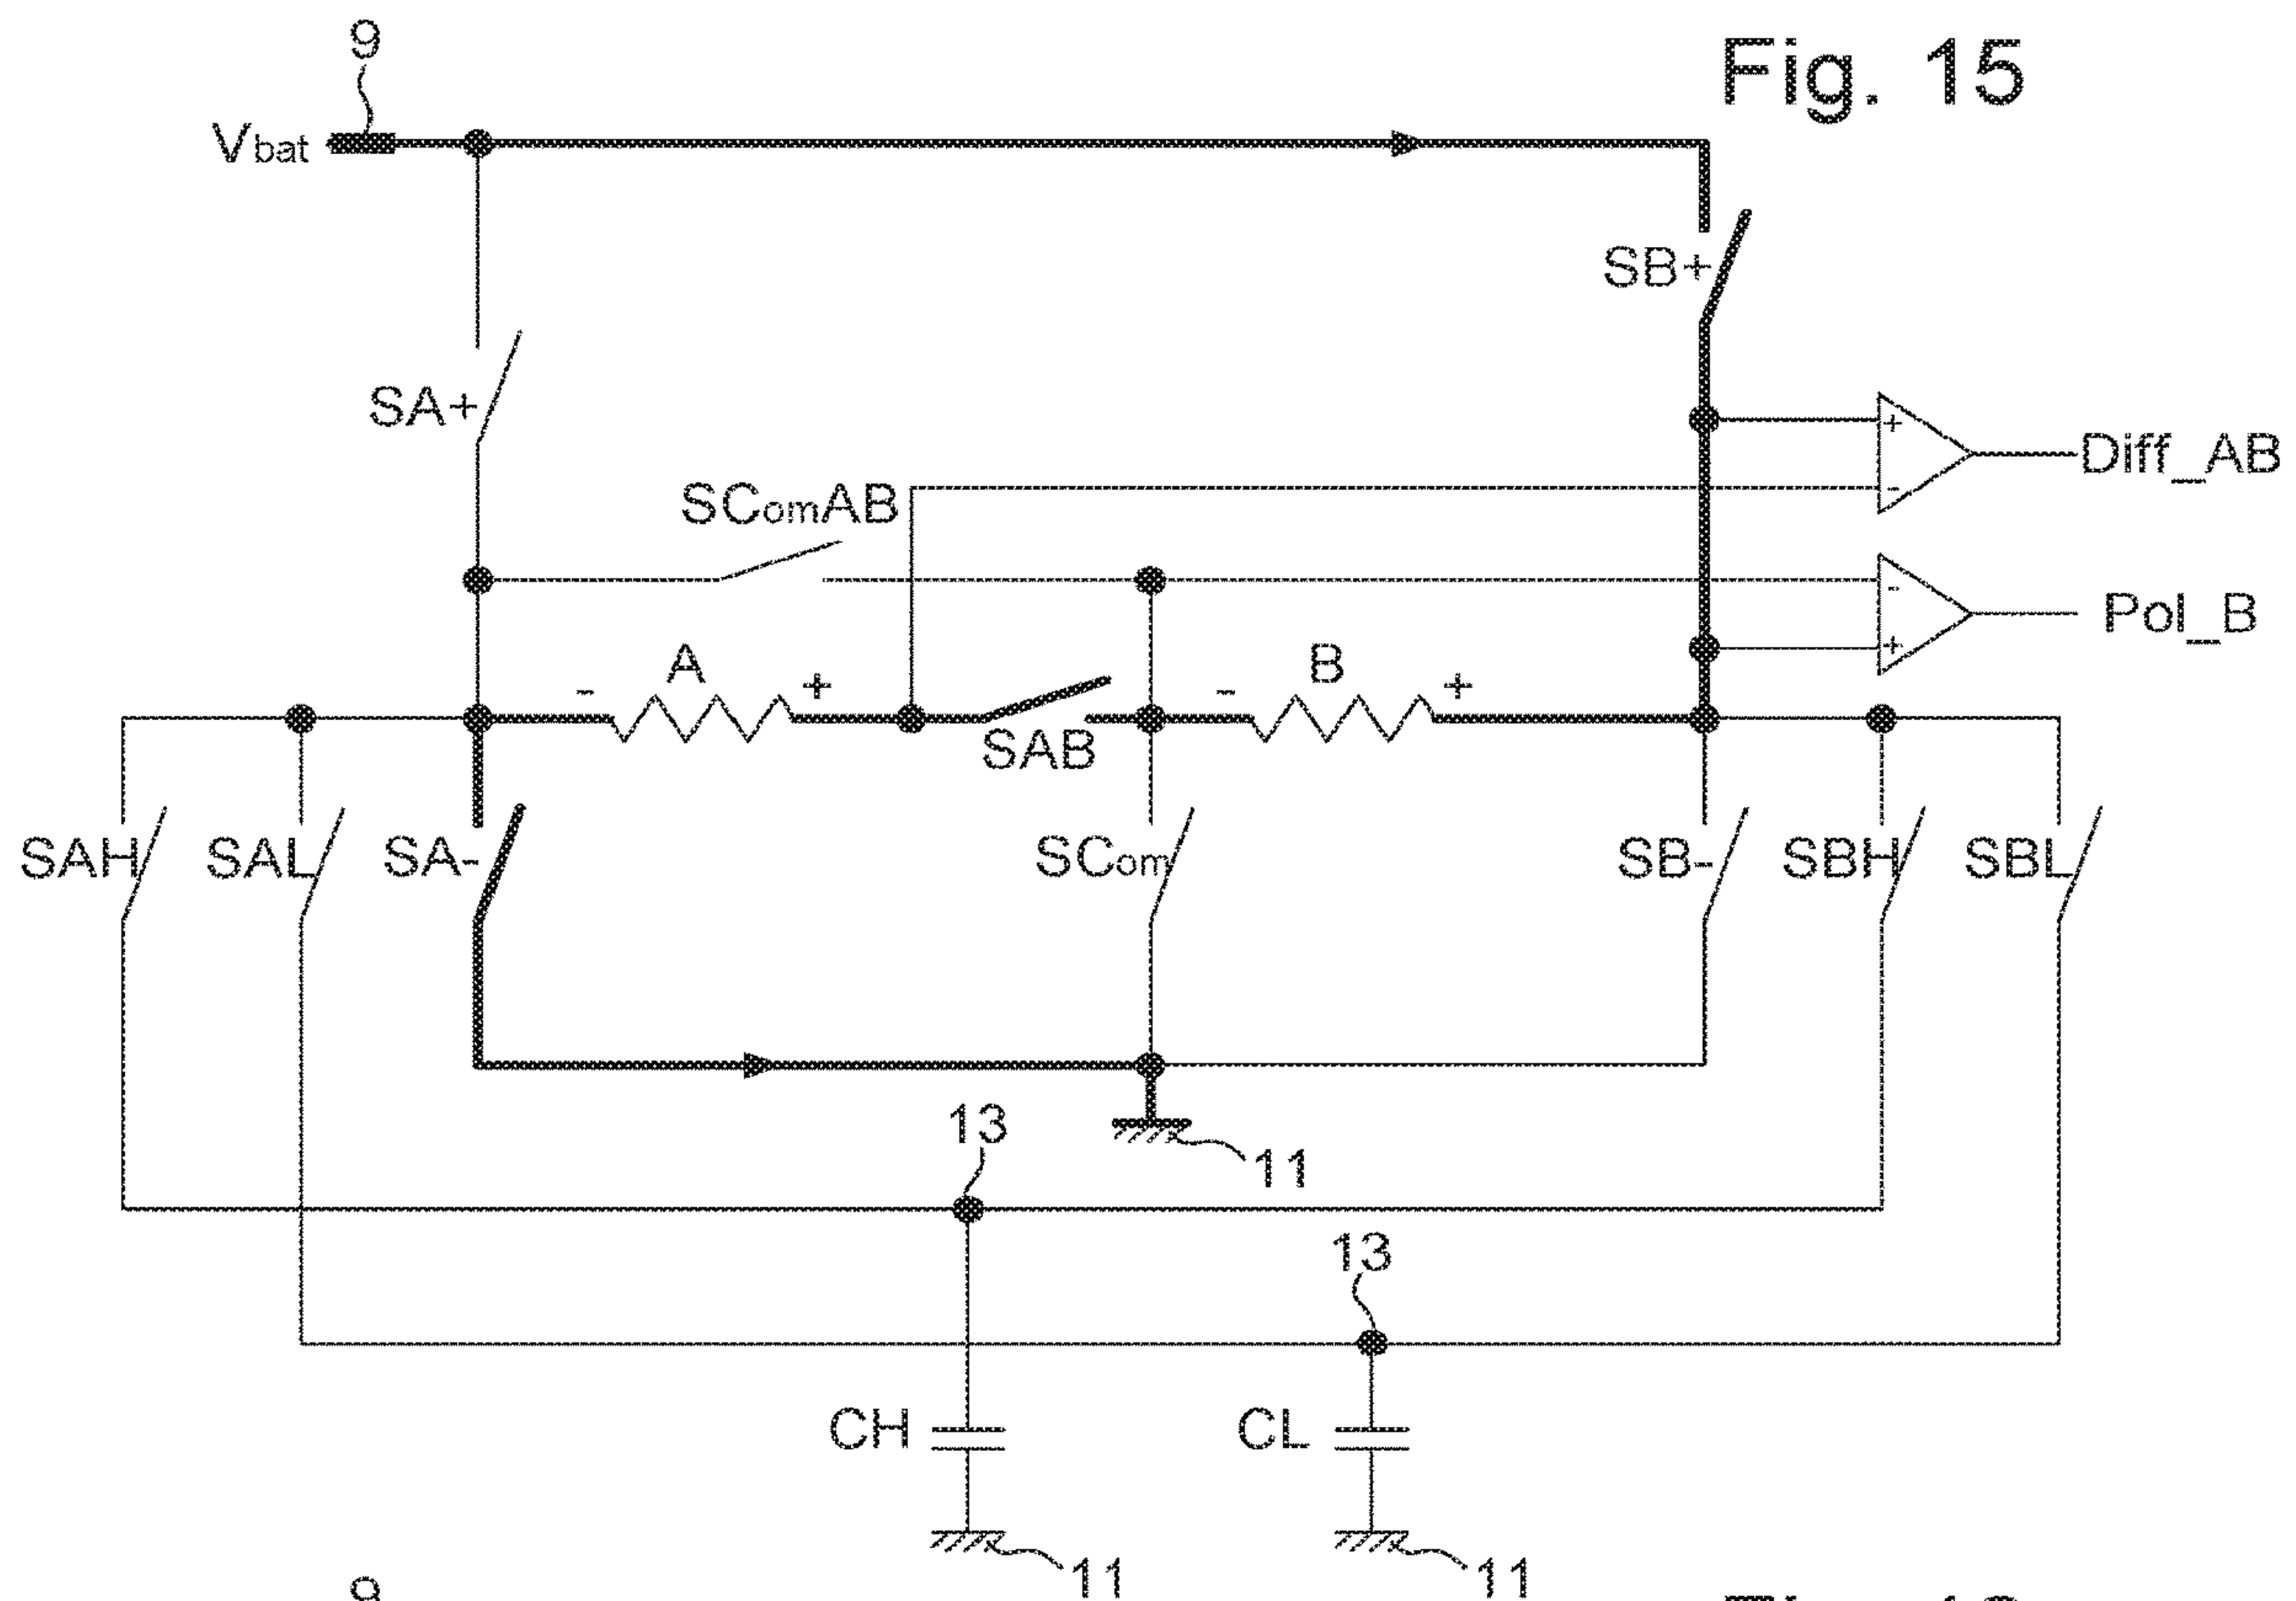 9
Fig. 15
Vbat
SB+
SA+
+
Diff_AB
-
SComAB
-
Pol_B
+
A
B
-
+
-
+
SAB
SAH
SAL
SA-
SCom
SB-
SBH
SBL
13
11
13
CH
CL
11
11
9